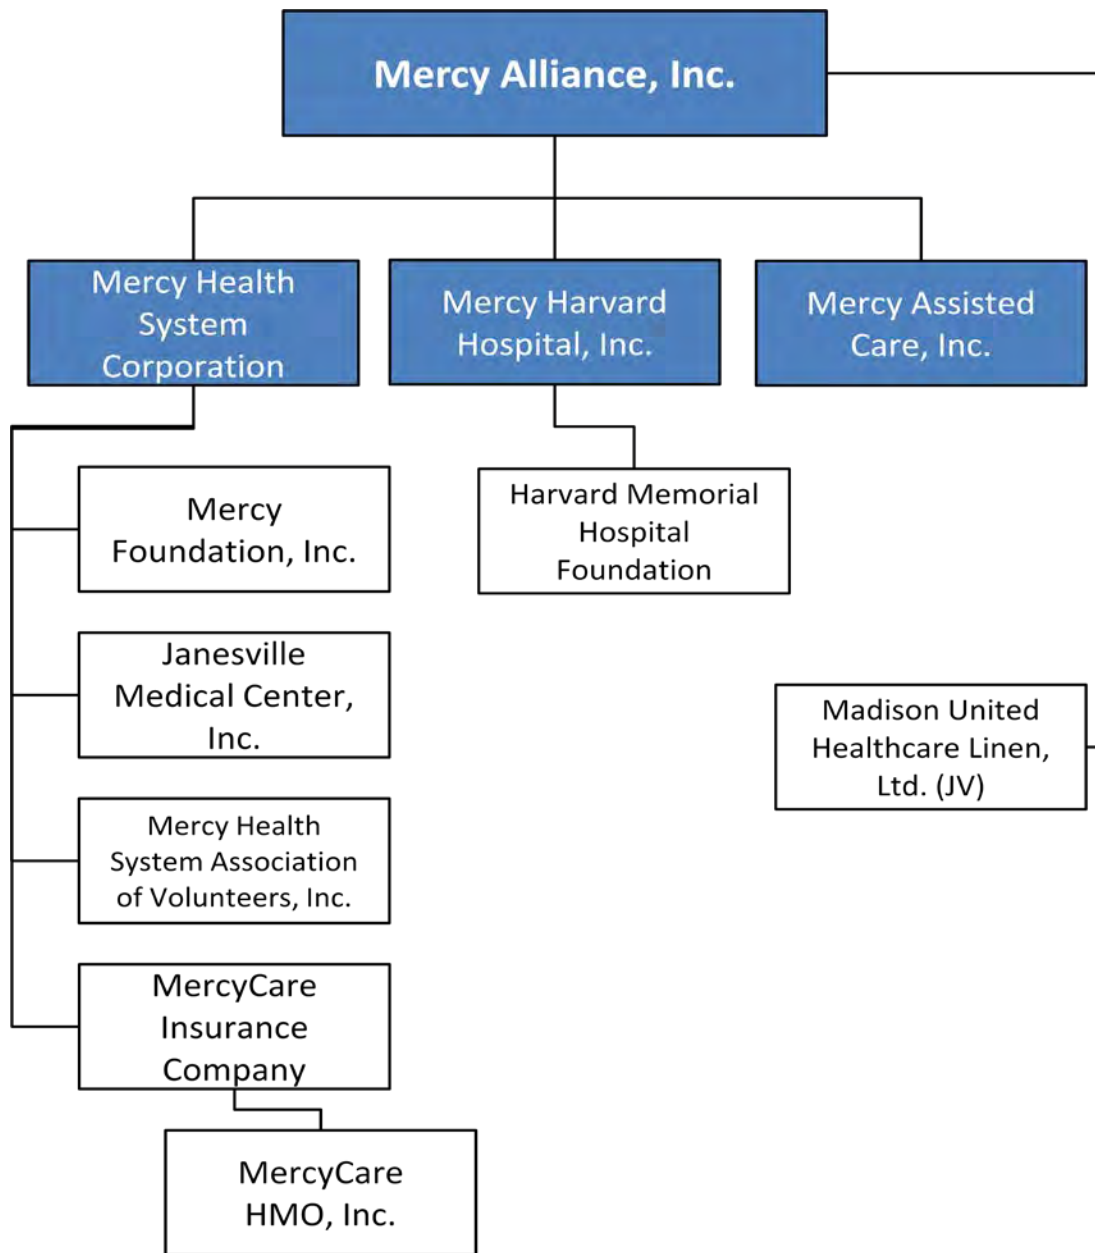 Mercy Alliance, Inc.
Mercy Health
System
Corporation
Mercy Harvard
Hospital, Inc.
Mercy Assisted
Care, Inc.
Mercy
Foundation, Inc.
Harvard Memorial
Hospital
Foundation
Janesville
Medical Center,
Inc.
Madison United
Healthcare Linen,
Ltd. (JV)
Mercy Health
System Association
of Volunteers, Inc.
MercyCare
Insurance
Company
MercyCare
HMO, Inc.